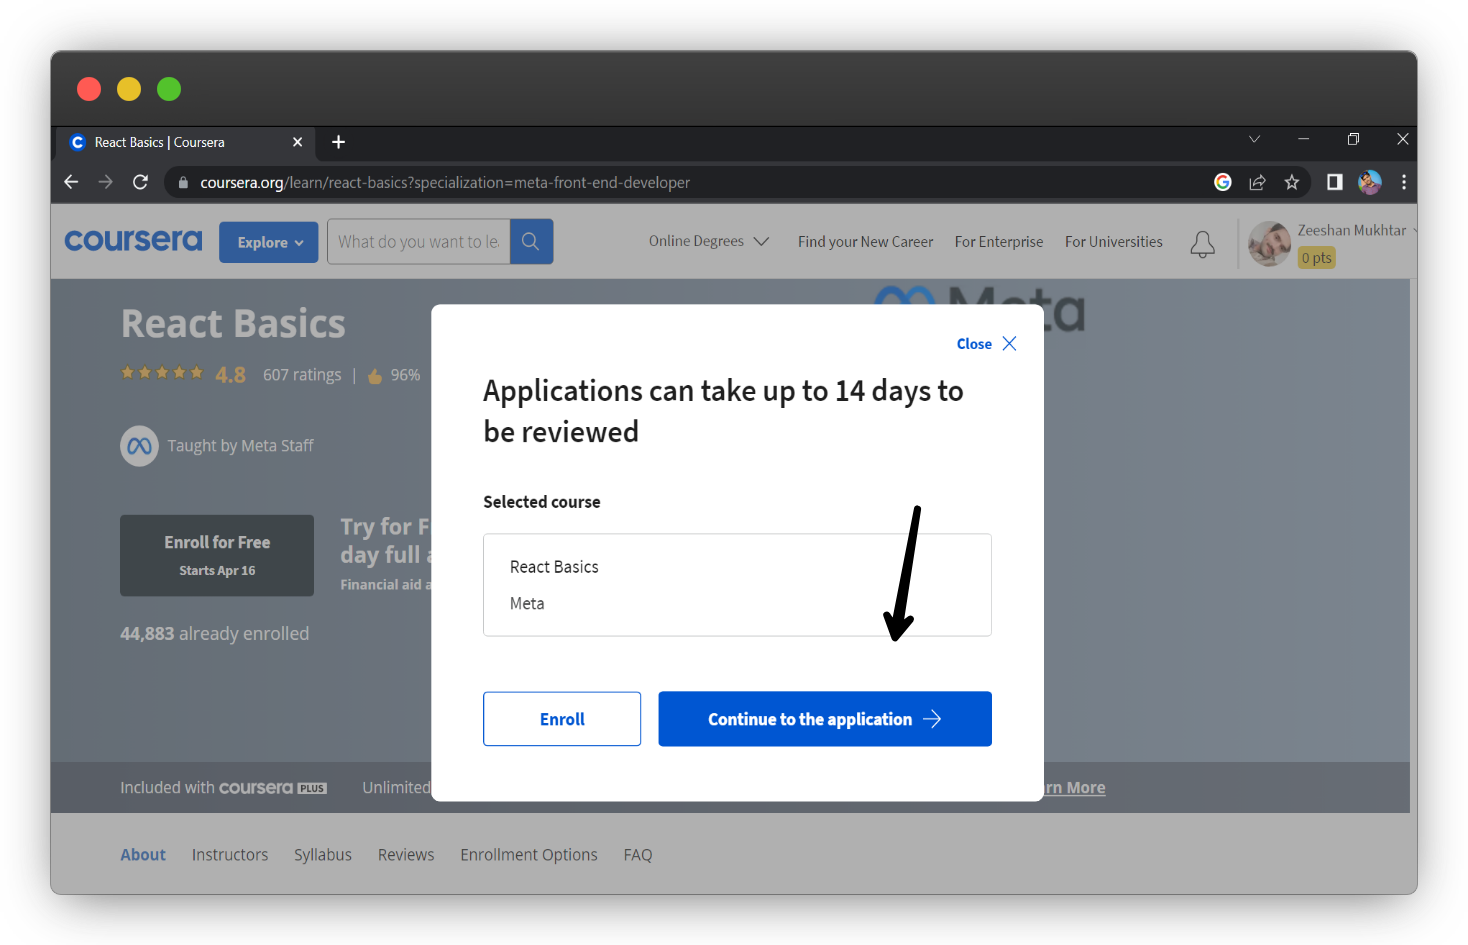 React Basics | Coursera
coursera.org/learn/react-basics?specialization=meta-front-end-developer
coursera
Explore
What do you want to le
Online Degrees
Find your New Career
For Enterprise
For Universities
Zeeshan Mukhtar
0 pts
Meta
React Basics
4.8 607 ratings | 96%
Taught by Meta Staff
Enroll for Free
Starts Apr 16
Try for F
day full a
Financial aid a
44,883 already enrolled
Close
Applications can take up to 14 days to
be reviewed
Selected course
React Basics
Meta
Enroll
Continue to the application
Included with coursera PLUS
Unlimited
rn More
About
Instructors
Syllabus
Reviews
Enrollment Options
FAQ